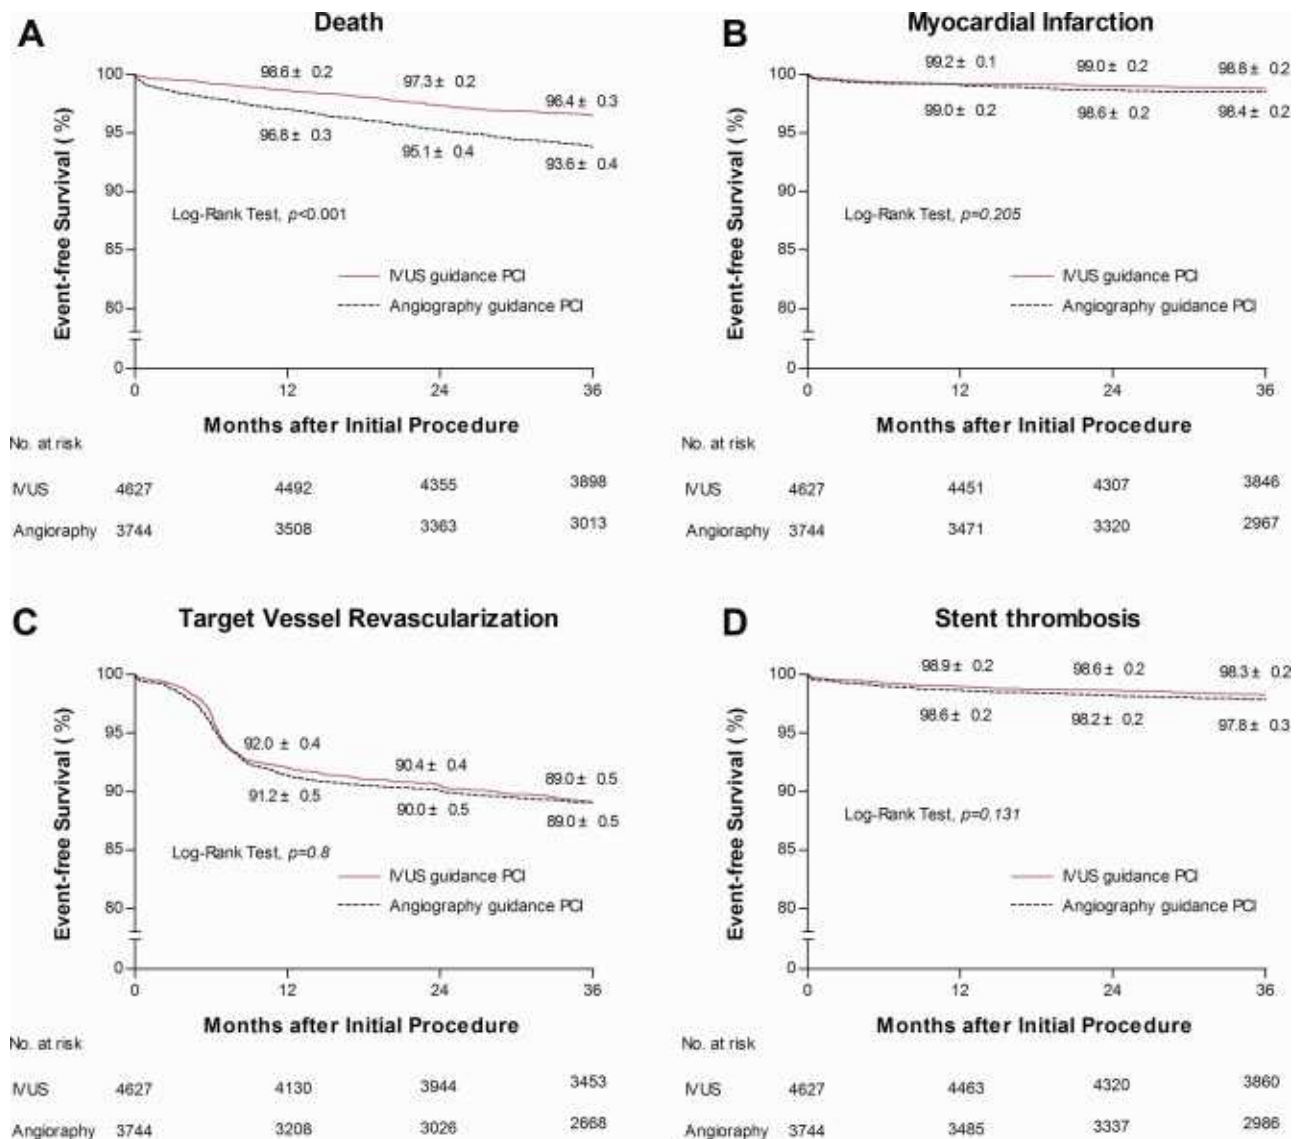 A
Death
100
95
90
85
80
0
Event-free Survival ( %)
98.6 ± 0.2
97.3 ± 0.2
96.4 ± 0.3
96.8 ± 0.3
95.1 ± 0.4
93.6 ± 0.4
Log-Rank Test, p<0.001
IVUS guidance PCI
Angiography guidance PCI
0 12 24 36
Months after Initial Procedure
No. at risk
IVUS 4627 4492 4355 3898
Angioraphy 3744 3508 3363 3013
B
Myocardial Infarction
100
95
90
85
80
0
Event-free Survival ( %)
99.2 ± 0.1
99.0 ± 0.2
98.8 ± 0.2
99.0 ± 0.2
98.6 ± 0.2
98.4 ± 0.2
Log-Rank Test, p=0.205
IVUS guidance PCI
Angiography guidance PCI
0 12 24 36
Months after Initial Procedure
No. at risk
IVUS 4627 4451 4307 3846
Angioraphy 3744 3471 3320 2967
C
Target Vessel Revascularization
100
95
90
85
80
0
Event-free Survival ( %)
92.0 ± 0.4
90.4 ± 0.4
89.0 ± 0.5
91.2 ± 0.5
90.0 ± 0.5
89.0 ± 0.5
Log-Rank Test, p=0.8
IVUS guidance PCI
Angiography guidance PCI
0 12 24 36
Months after Initial Procedure
No. at risk
IVUS 4627 4130 3944 3453
Angioraphy 3744 3208 3026 2668
D
Stent thrombosis
100
95
90
85
80
0
Event-free Survival ( %)
98.9 ± 0.2
98.6 ± 0.2
98.3 ± 0.2
98.6 ± 0.2
98.2 ± 0.2
97.8 ± 0.3
Log-Rank Test, p=0.131
IVUS guidance PCI
Angiography guidance PCI
0 12 24 36
Months after Initial Procedure
No. at risk
IVUS 4627 4463 4320 3860
Angioraphy 3744 3485 3337 2986